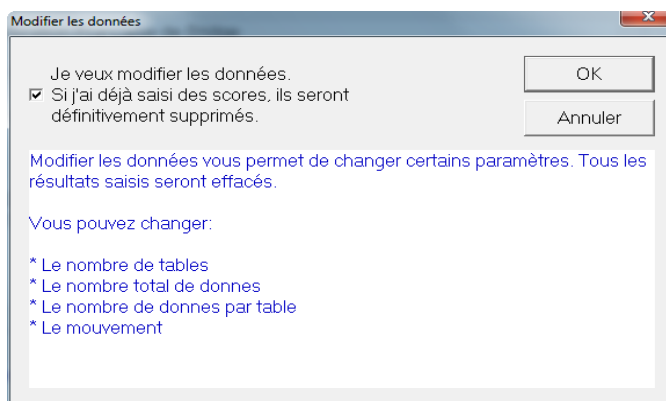 Modifier les données
Je veux modifier les données.
Si j'ai déjà saisi des scores, ils seront
définitivement supprimés.
OK
Annuler
Modifier les données vous permet de changer certains paramètres. Tous les
résultats saisis seront effacés.
Vous pouvez changer:
* Le nombre de tables
* Le nombre total de donnes
* Le nombre de donnes par table
* Le mouvement